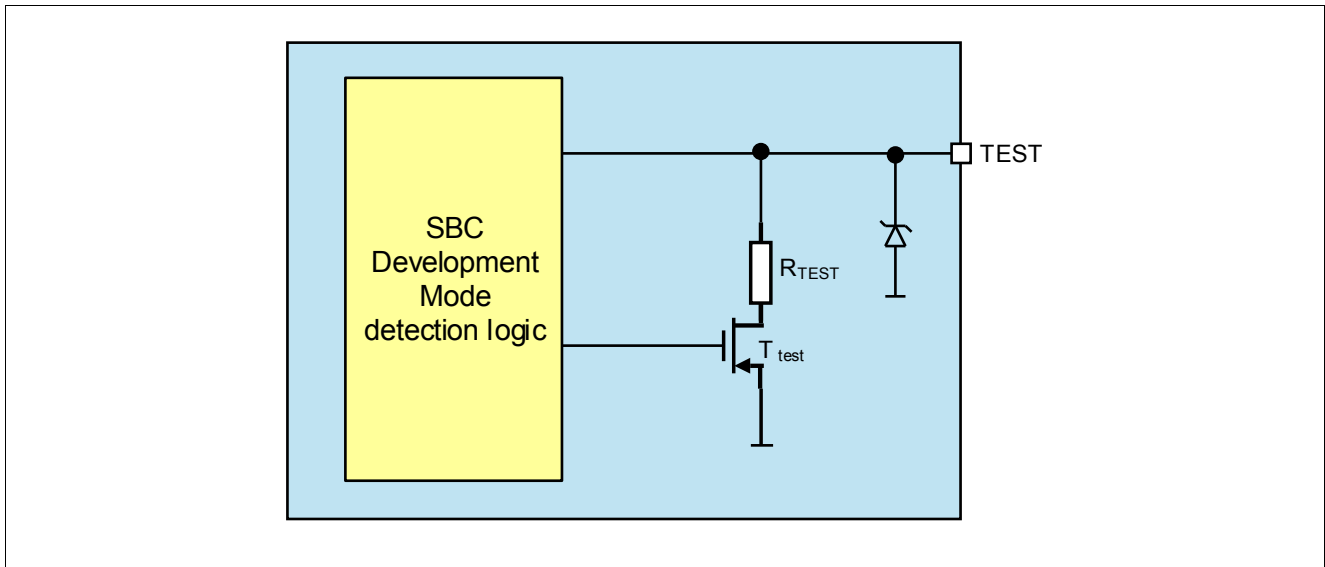 TEST
SBC
Development
Mode
detection logic
RTEST
T test